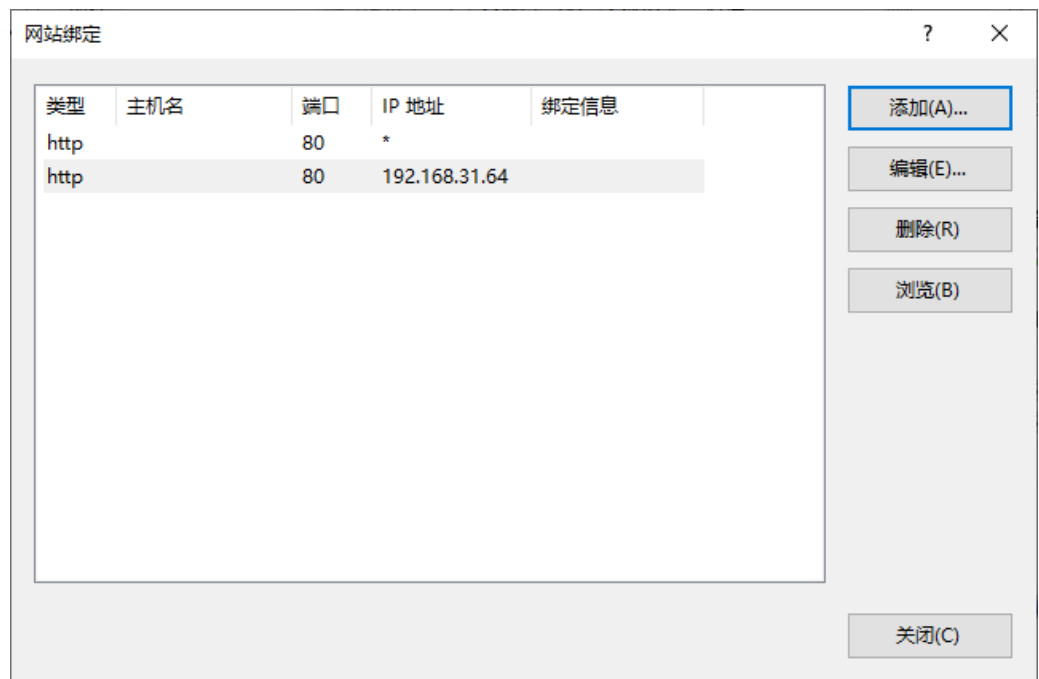 网站绑定 ? ×
类型 主机名 端口 IP 地址 绑定信息
http 80 *
http 80 192.168.31.64
添加(A)...
编辑(E)...
删除(R)
浏览(B)
关闭(C)